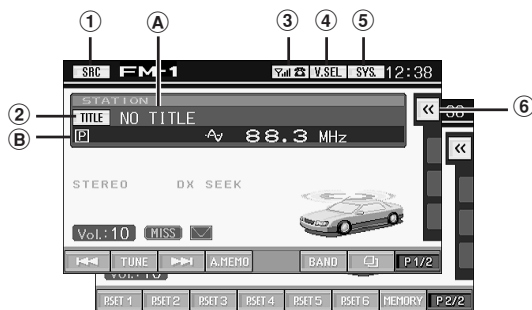 ① Ⓐ ③ ④ ⑤
SRC FM-1 V.SEL SYS. 12:38
STATION
② TITLE NO TITLE « ⑥
Ⓑ P 88.3 MHz «
STEREO DX SEEK
Vol.:10 MISS
TUNE A.MEMO BAND P 1/2
PSET 1 PSET 2 PSET 3 PSET 4 PSET 5 PSET 6 MEMORY P 2/2